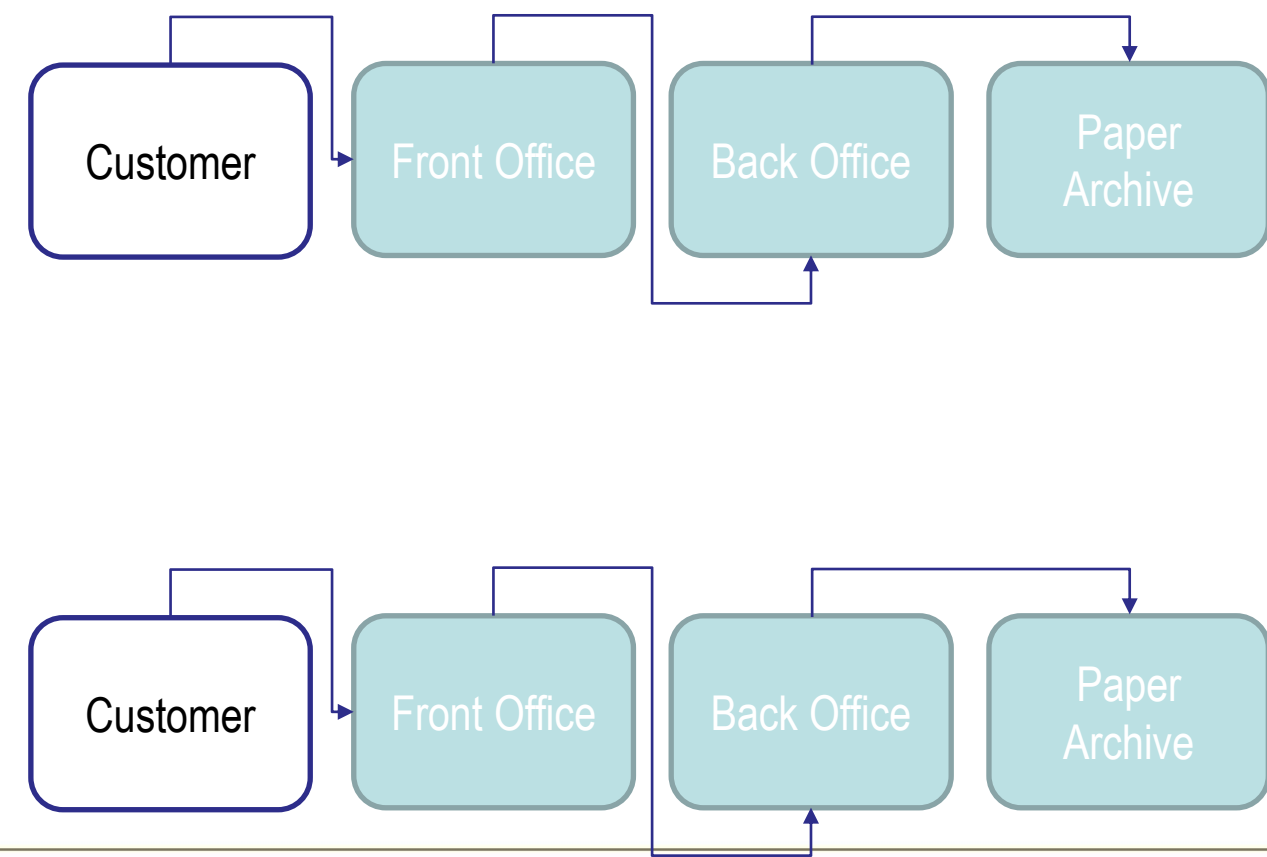 Customer
Front Office
Back Office
Paper
Archive
Customer
Front Office
Back Office
Paper
Archive